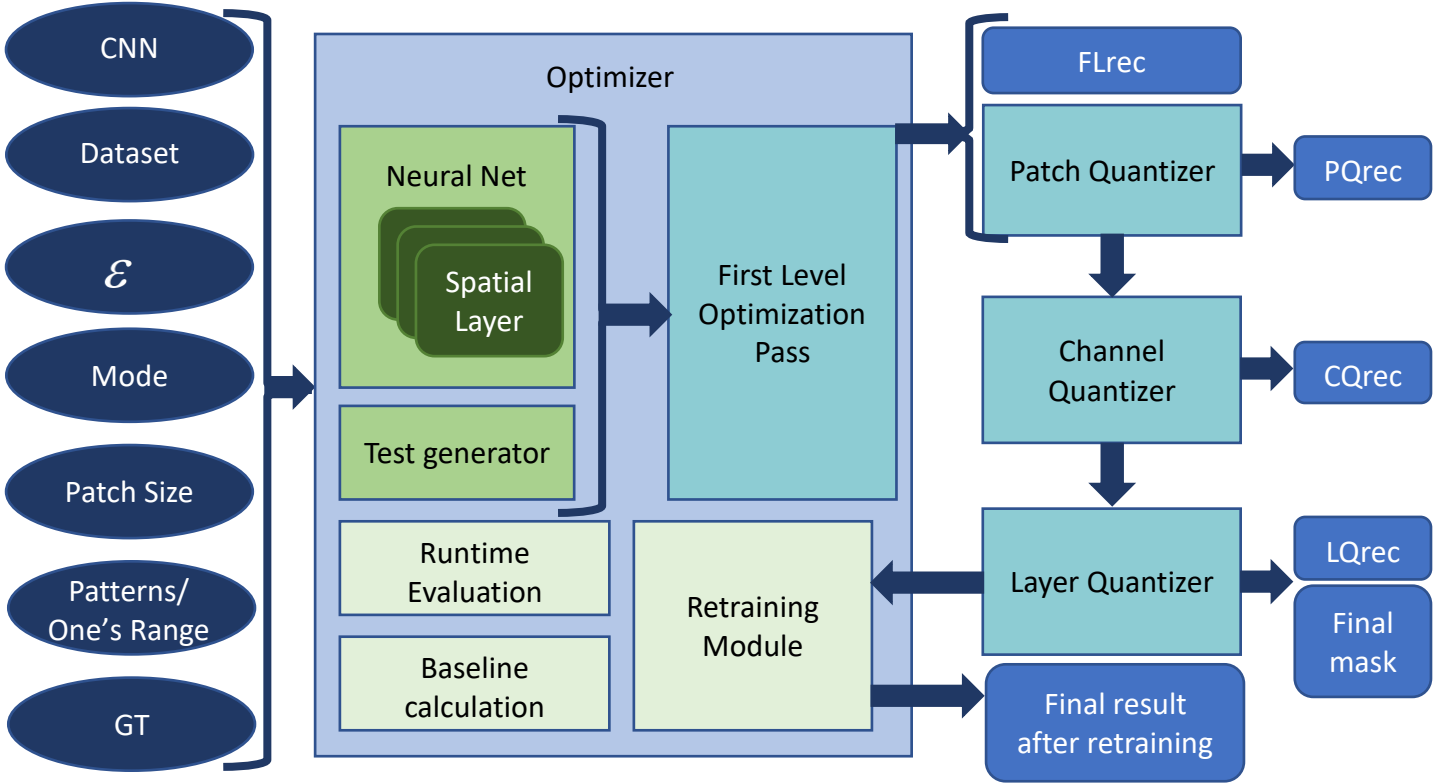 CNN
Dataset
ε
Mode
Patch Size
Patterns/
One's Range
GT
Optimizer
Neural Net
Spatial
Layer
Test generator
Runtime
Evaluation
Baseline
calculation
First Level
Optimization
Pass
Retraining
Module
FLrec
Patch Quantizer
PQrec
Channel
Quantizer
CQrec
Layer Quantizer
LQrec
Final
mask
Final result
after retraining